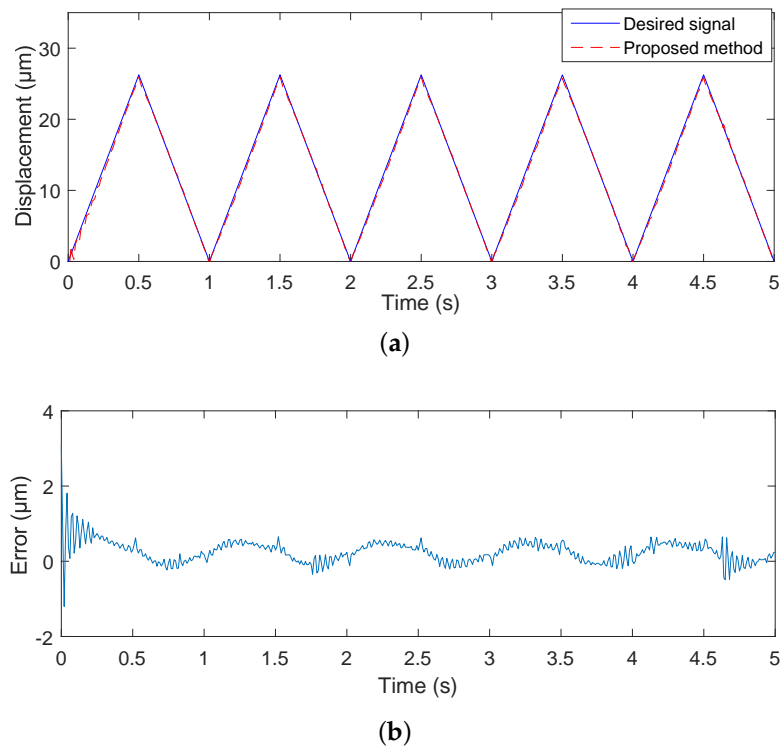 Desired signal
Proposed method
30
20
10
0
Displacement (μm)
0 0.5 1 1.5 2 2.5 3 3.5 4 4.5 5
Time (s)
(a)
4
2
0
-2
Error (μm)
0 0.5 1 1.5 2 2.5 3 3.5 4 4.5 5
Time (s)
(b)